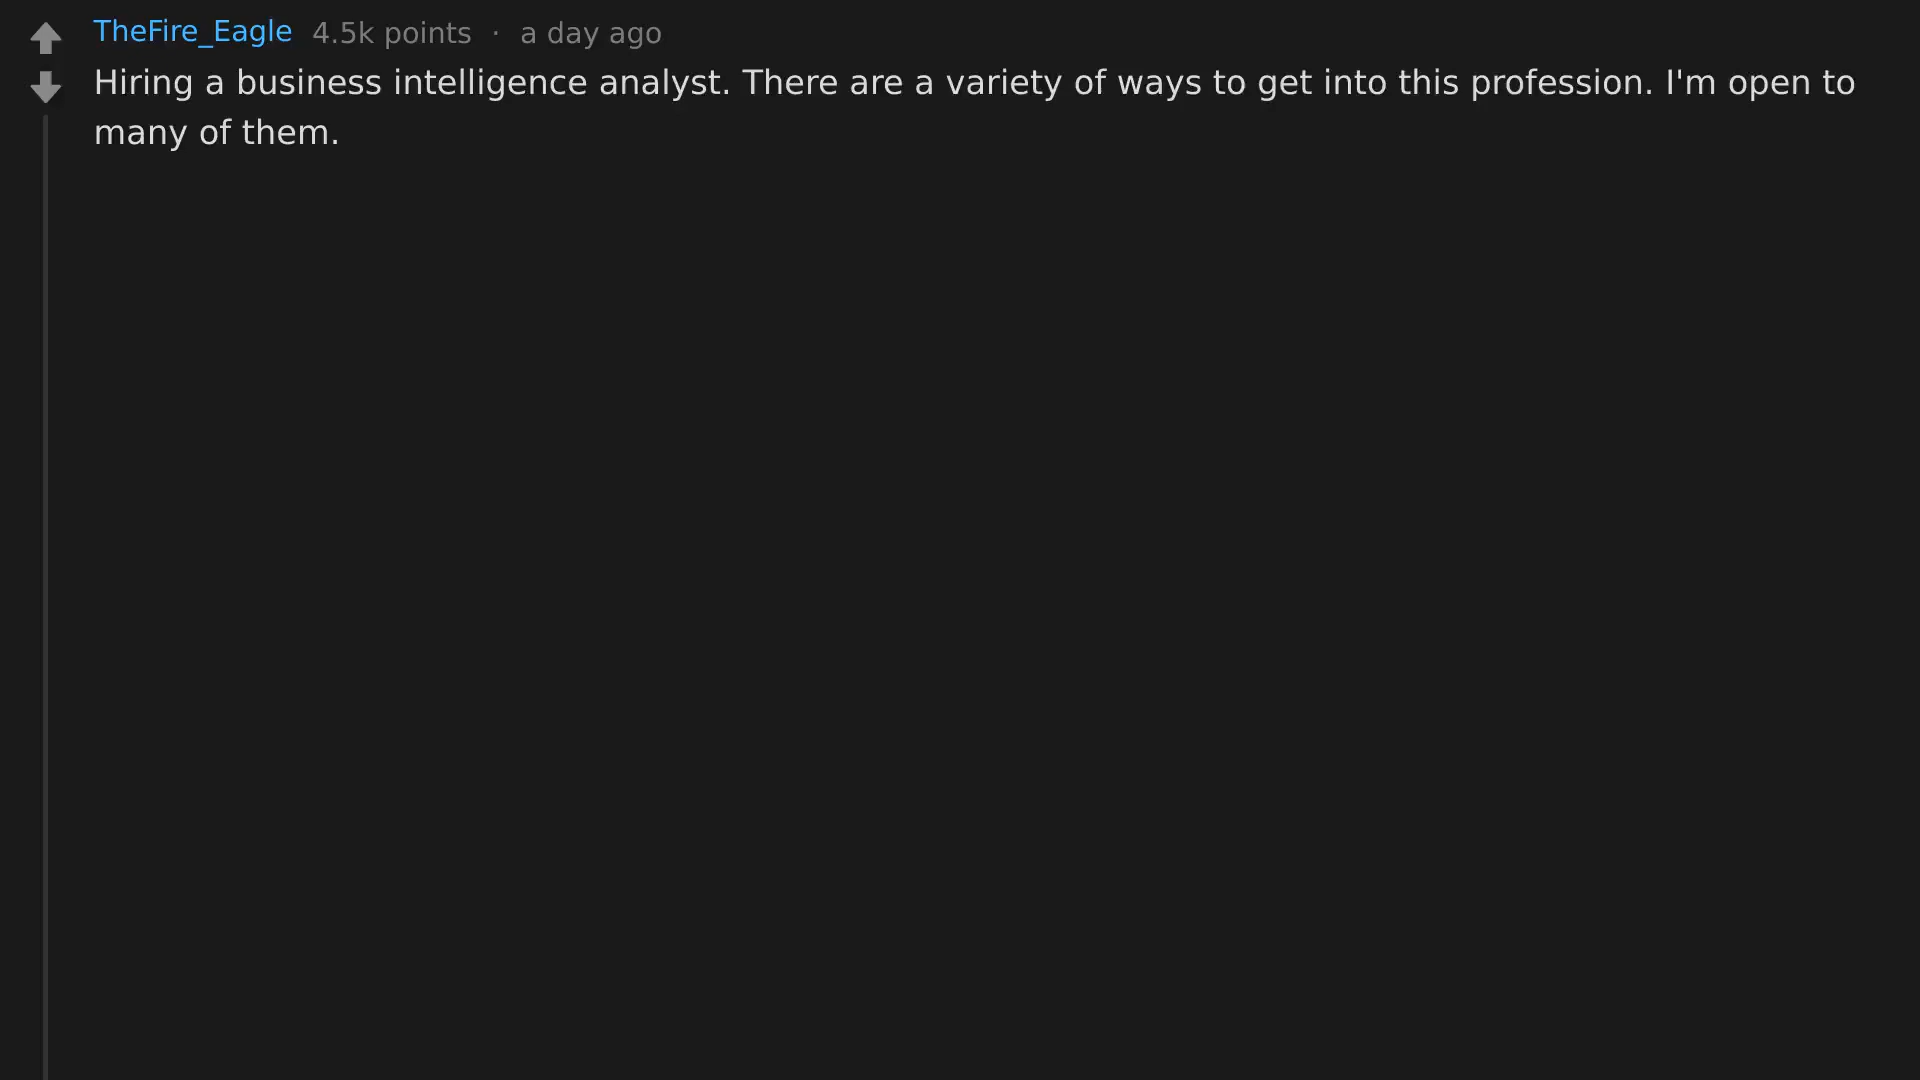 TheFire_Eagle 4.5k points · a day ago
Hiring a business intelligence analyst. There are a variety of ways to get into this profession. I'm open to
many of them.